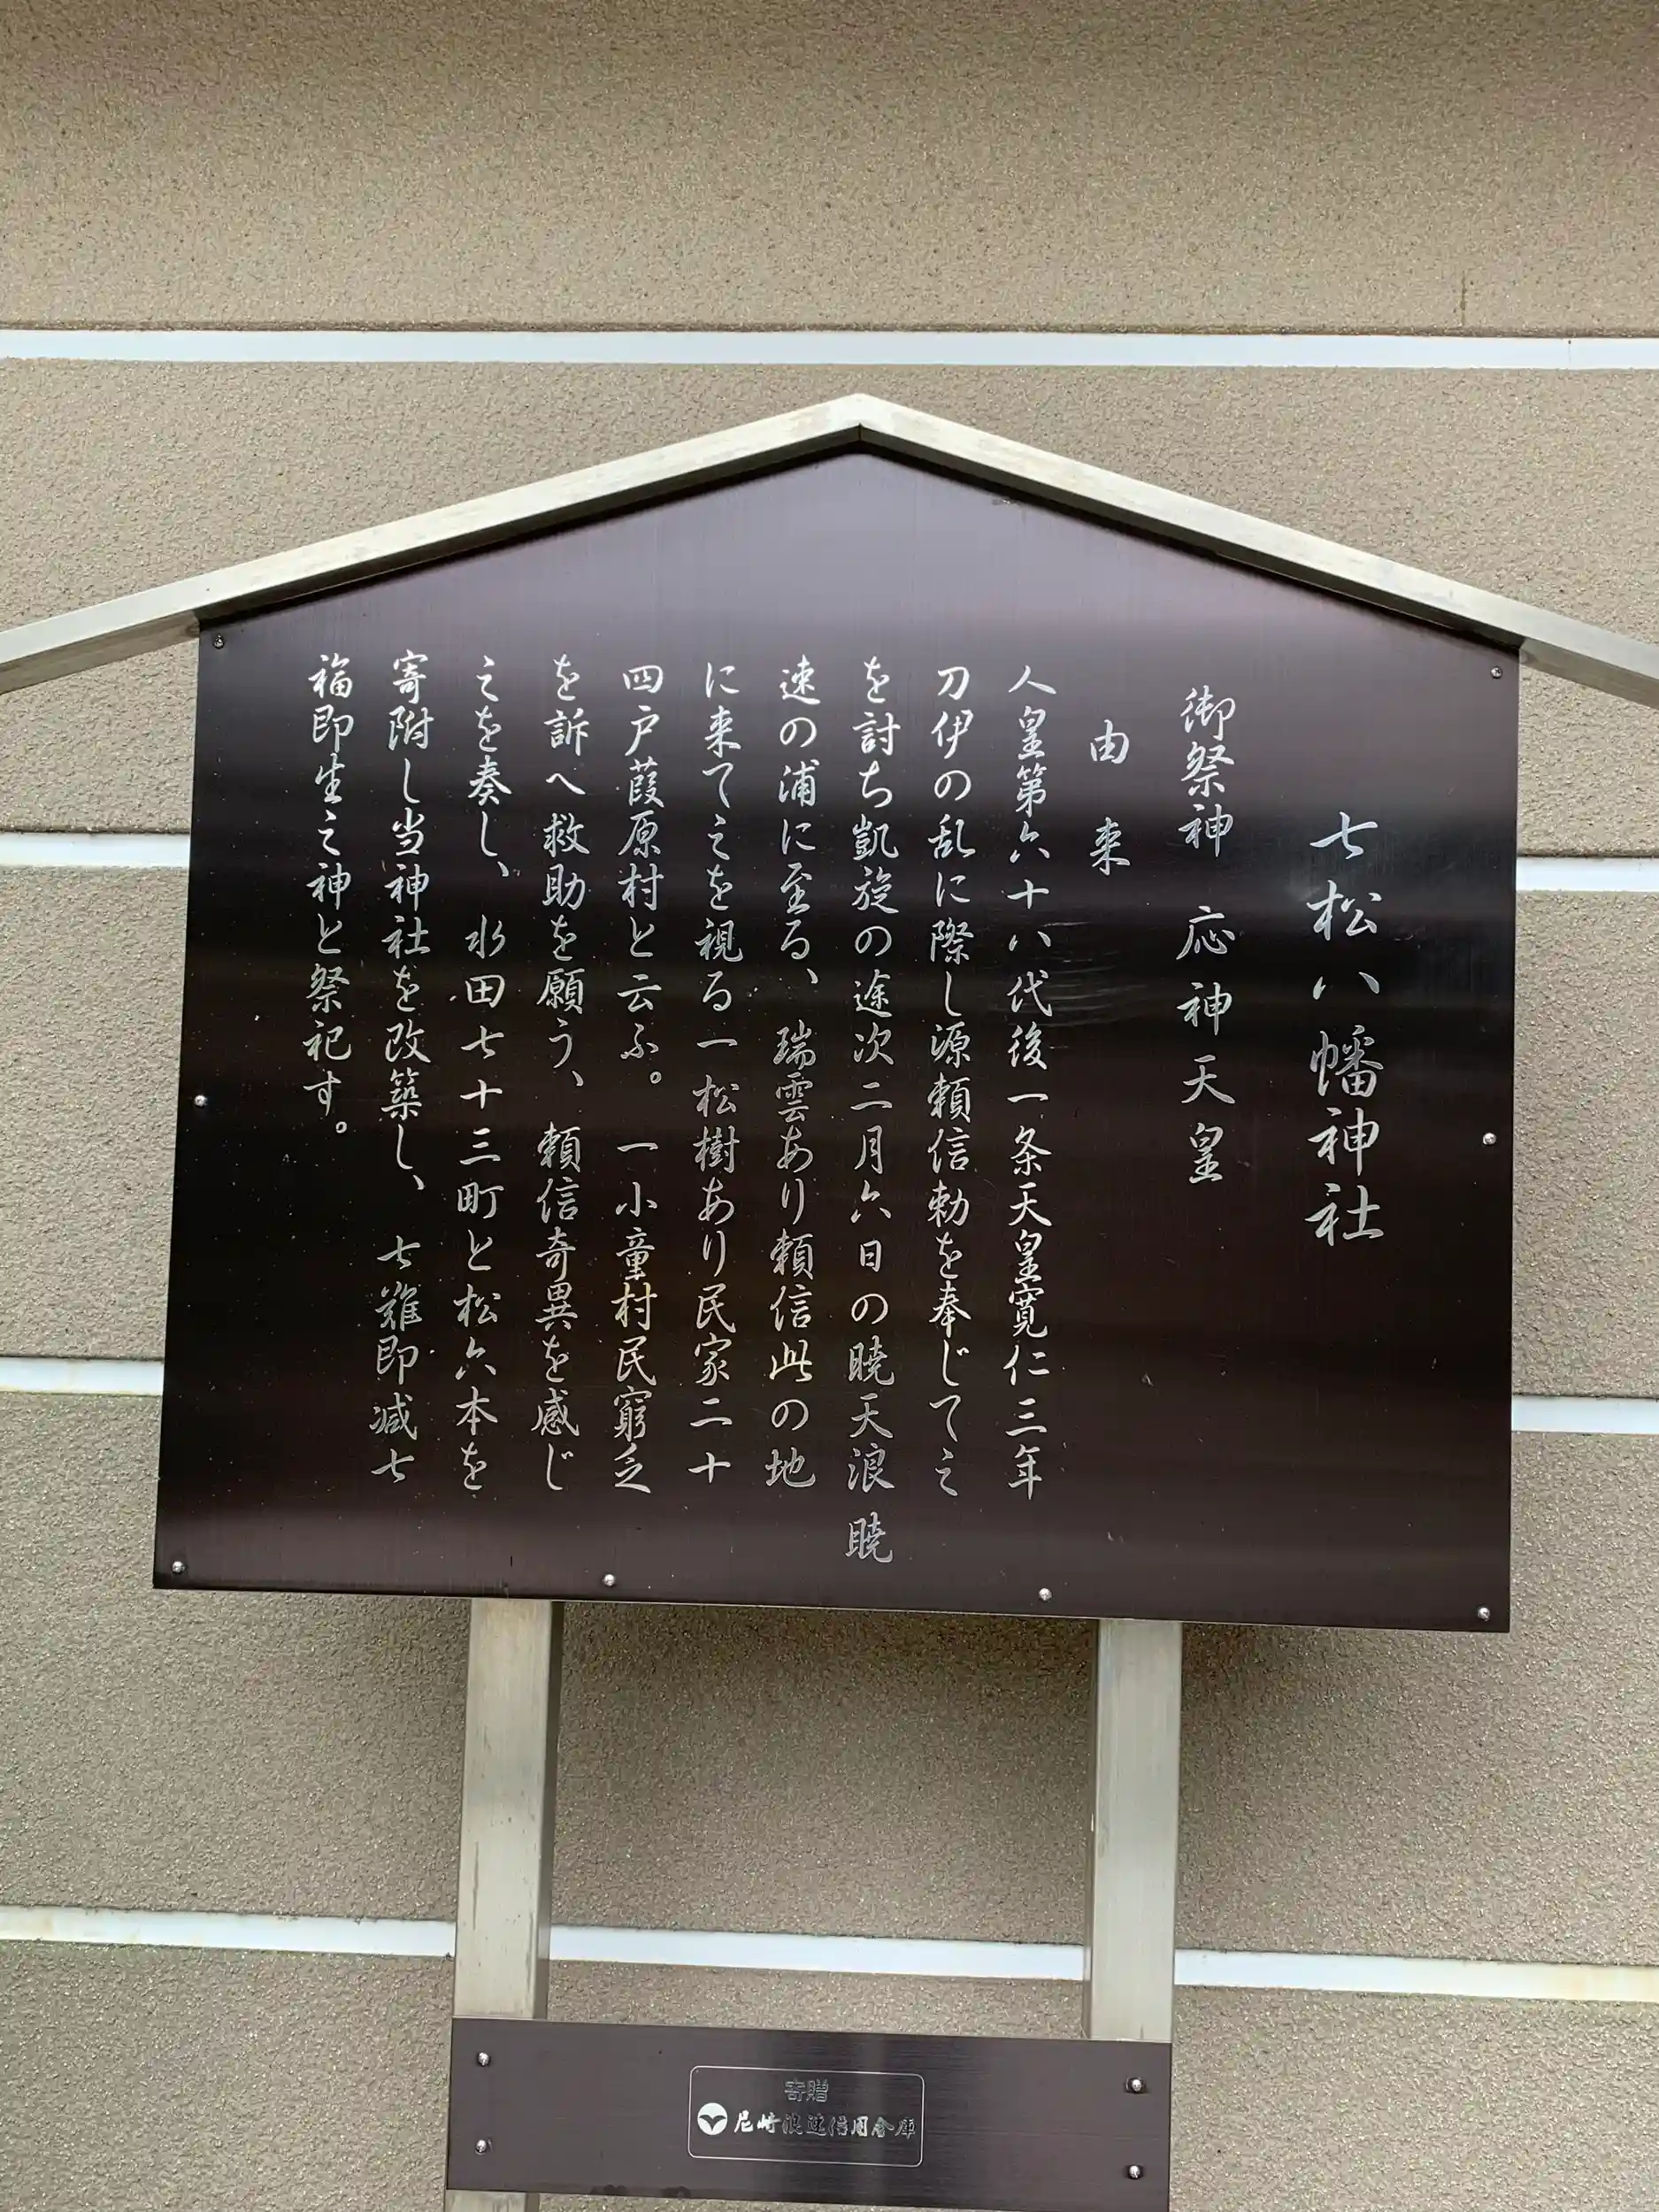 七松八幡神社
御祭神 応神天皇
由来
人皇第六十八代後一条天皇寛仁三年
刀伊の乱に際し源頼信勅を奉じて之
を討ち凱旋の途次二月六日の暁天浪 暁
速の浦に至る、瑞雲あり頼信此の地
に来て之を視る一松樹あり民家二十
四戸葭原村と云ふ。一小童村民窮乏
を訴へ救助を願う、頼信奇異を感じ
之を奏し、水田七十三町と松六本を
寄附し当神社を改築し、七難即減七
福即生之神と祭祀す。
寄贈
尼崎浪速信用金庫